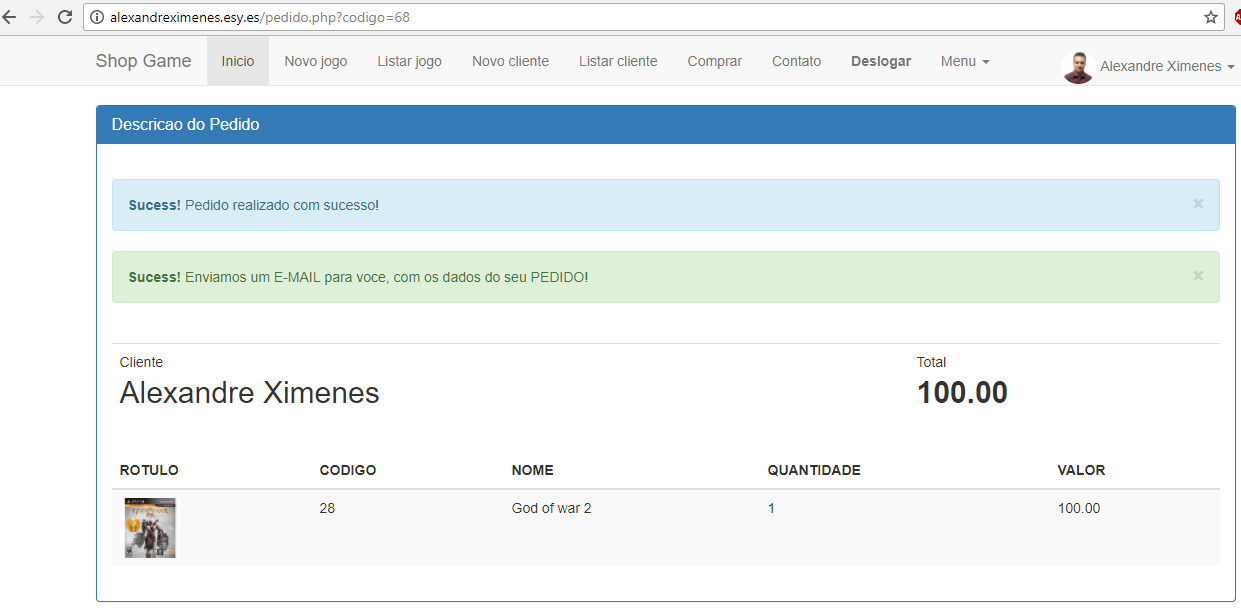 alexandreximenes.esy.es/pedido.php?codigo=68
Shop Game Inicio Novo jogo Listar jogo Novo cliente Listar cliente Comprar Contato Deslogar Menu Alexandre Ximenes
Descricao do Pedido
Sucess! Pedido realizado com sucesso! ×
Sucess! Enviamos um E-MAIL para voce, com os dados do seu PEDIDO! ×
Cliente Total
Alexandre Ximenes 100.00
ROTULO CODIGO NOME QUANTIDADE VALOR
28 God of war 2 1 100.00